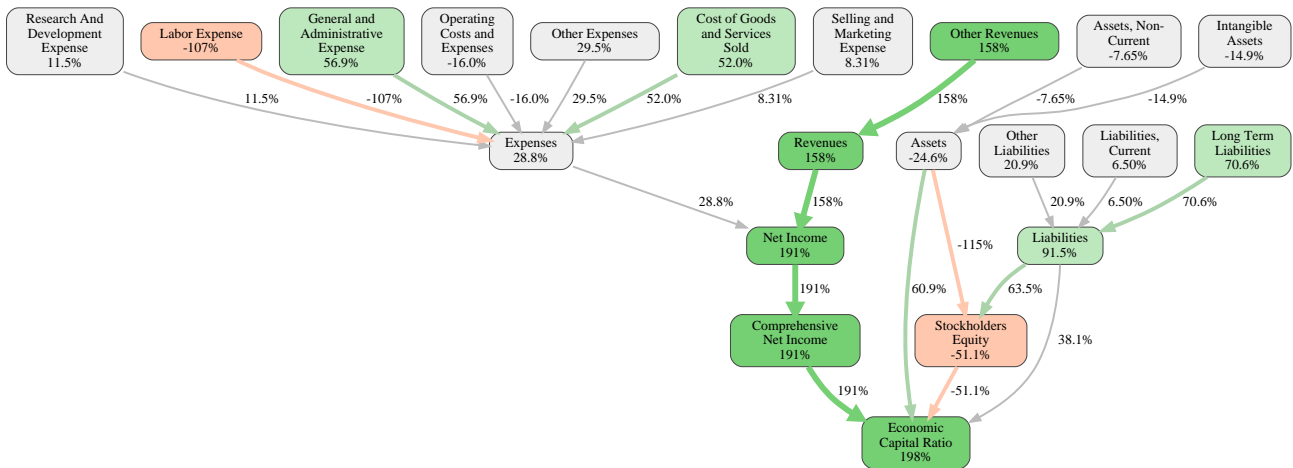 Research And
Development
Expense
11.5%
Labor Expense
-107%
General and
Administrative
Expense
56.9%
Operating
Costs and
Expenses
-16.0%
Other Expenses
29.5%
Cost of Goods
and Services
Sold
52.0%
Selling and
Marketing
Expense
8.31%
Other Revenues
158%
Assets, Non-
Current
-7.65%
Intangible
Assets
-14.9%
11.5%
-107%
56.9%
-16.0%
29.5%
52.0%
8.31%
158%
-7.65%
-14.9%
Expenses
28.8%
Revenues
158%
Assets
-24.6%
Other
Liabilities
20.9%
Liabilities,
Current
6.50%
Long Term
Liabilities
70.6%
28.8%
158%
20.9%
6.50%
70.6%
Net Income
191%
-115%
Liabilities
91.5%
191%
60.9%
63.5%
Comprehensive
Net Income
191%
Stockholders
Equity
-51.1%
38.1%
191%
-51.1%
Economic
Capital Ratio
198%